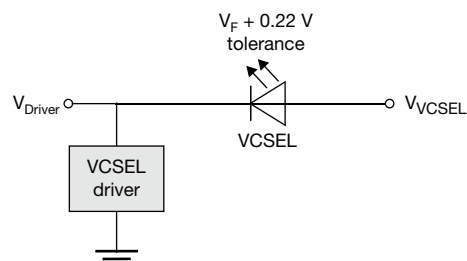 V_F + 0.22 V
tolerance
V_Driver
V_VCSEL
VCSEL
VCSEL
driver